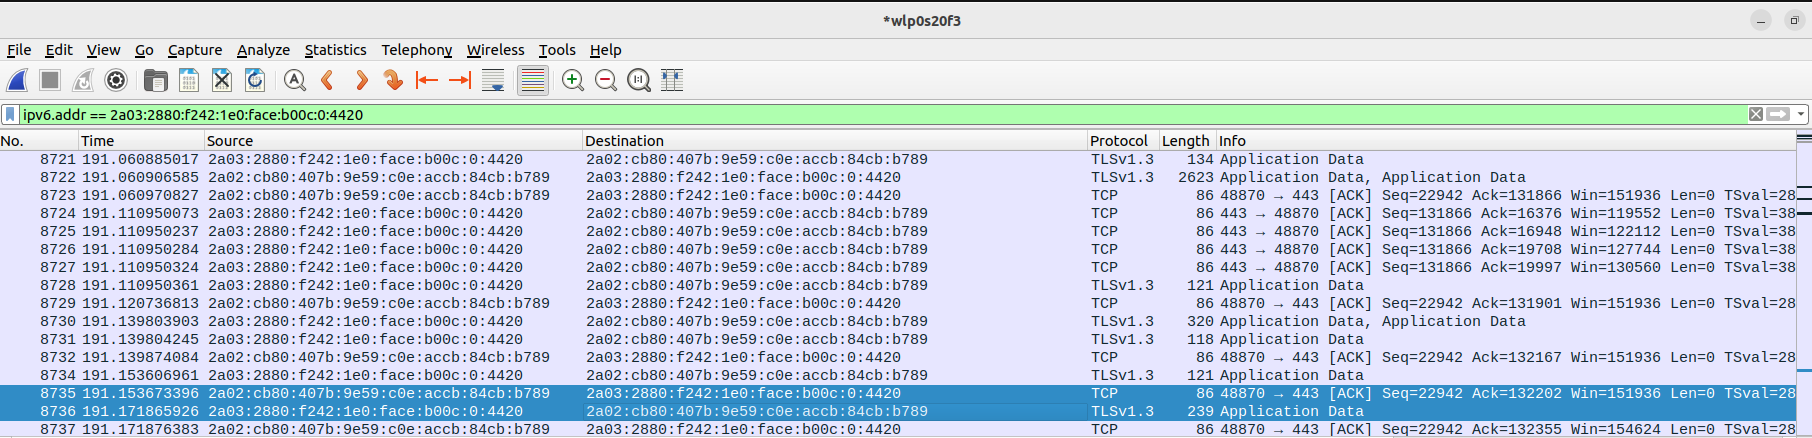 *wlp0s20f3
File Edit View Go Capture Analyze Statistics Telephony Wireless Tools Help
ipv6.addr == 2a03:2880:f242:1e0:face:b00c:0:4420
No. Time Source Destination Protocol Length Info
8721 191.060885017 2a03:2880:f242:1e0:face:b00c:0:4420 2a02:cb80:407b:9e59:c0e:accb:84cb:b789 TLSv1.3 134 Application Data
8722 191.060906585 2a02:cb80:407b:9e59:c0e:accb:84cb:b789 2a03:2880:f242:1e0:face:b00c:0:4420 TLSv1.3 2623 Application Data, Application Data
8723 191.060970827 2a02:cb80:407b:9e59:c0e:accb:84cb:b789 2a03:2880:f242:1e0:face:b00c:0:4420 TCP 86 48870 → 443 [ACK] Seq=22942 Ack=131866 Win=151936 Len=0 TSval=28
8724 191.110950073 2a03:2880:f242:1e0:face:b00c:0:4420 2a02:cb80:407b:9e59:c0e:accb:84cb:b789 TCP 86 443 → 48870 [ACK] Seq=131866 Ack=16376 Win=119552 Len=0 TSval=38
8725 191.110950237 2a03:2880:f242:1e0:face:b00c:0:4420 2a02:cb80:407b:9e59:c0e:accb:84cb:b789 TCP 86 443 → 48870 [ACK] Seq=131866 Ack=16948 Win=122112 Len=0 TSval=38
8726 191.110950284 2a03:2880:f242:1e0:face:b00c:0:4420 2a02:cb80:407b:9e59:c0e:accb:84cb:b789 TCP 86 443 → 48870 [ACK] Seq=131866 Ack=19708 Win=127744 Len=0 TSval=38
8727 191.110950324 2a03:2880:f242:1e0:face:b00c:0:4420 2a02:cb80:407b:9e59:c0e:accb:84cb:b789 TCP 86 443 → 48870 [ACK] Seq=131866 Ack=19997 Win=130560 Len=0 TSval=38
8728 191.110950361 2a03:2880:f242:1e0:face:b00c:0:4420 2a02:cb80:407b:9e59:c0e:accb:84cb:b789 TLSv1.3 121 Application Data
8729 191.120736813 2a02:cb80:407b:9e59:c0e:accb:84cb:b789 2a03:2880:f242:1e0:face:b00c:0:4420 TCP 86 48870 → 443 [ACK] Seq=22942 Ack=131901 Win=151936 Len=0 TSval=28
8730 191.139803903 2a03:2880:f242:1e0:face:b00c:0:4420 2a02:cb80:407b:9e59:c0e:accb:84cb:b789 TLSv1.3 320 Application Data, Application Data
8731 191.139804245 2a03:2880:f242:1e0:face:b00c:0:4420 2a02:cb80:407b:9e59:c0e:accb:84cb:b789 TLSv1.3 118 Application Data
8732 191.139874084 2a02:cb80:407b:9e59:c0e:accb:84cb:b789 2a03:2880:f242:1e0:face:b00c:0:4420 TCP 86 48870 → 443 [ACK] Seq=22942 Ack=132167 Win=151936 Len=0 TSval=28
8734 191.153606961 2a03:2880:f242:1e0:face:b00c:0:4420 2a02:cb80:407b:9e59:c0e:accb:84cb:b789 TLSv1.3 121 Application Data
8735 191.153673396 2a02:cb80:407b:9e59:c0e:accb:84cb:b789 2a03:2880:f242:1e0:face:b00c:0:4420 TCP 86 48870 → 443 [ACK] Seq=22942 Ack=132202 Win=151936 Len=0 TSval=28
8736 191.171865926 2a03:2880:f242:1e0:face:b00c:0:4420 2a02:cb80:407b:9e59:c0e:accb:84cb:b789 TLSv1.3 239 Application Data
8737 191.171876383 2a02:cb80:407b:9e59:c0e:accb:84cb:b789 2a03:2880:f242:1e0:face:b00c:0:4420 TCP 86 48870 → 443 [ACK] Seq=22942 Ack=132355 Win=154624 Len=0 TSval=28